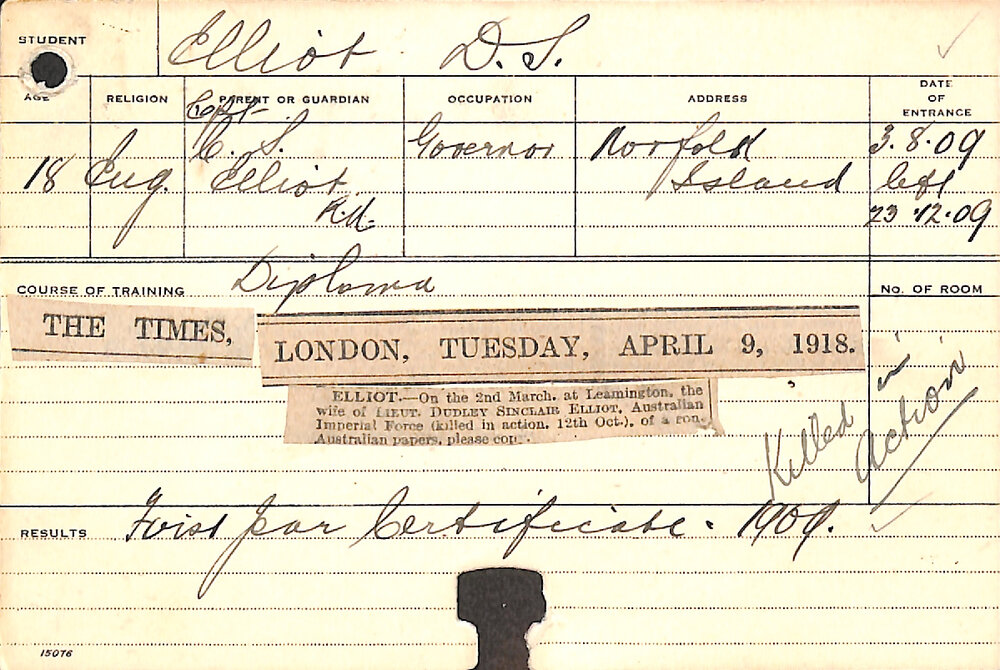 STUDENT Elliot D.S.
AGE RELIGION PARENT OR GUARDIAN OCCUPATION ADDRESS DATE OF ENTRANCE
18 Eng. Capt. C. S. Elliot R.N. Governor Norfolk Island 3.8.09
left
23.12.09
COURSE OF TRAINING Diploma No. OF ROOM
THE TIMES,
LONDON, TUESDAY, APRIL 9, 1918.
ELLIOT.—On the 2nd March, at Leamington, the
wife of LIEUT. DUDLEY SINCLAIR ELLIOT, Australian
Imperial Force (killed in action, 12th Oct.), of a son.
Australian papers, please copy.
Killed in action
RESULTS First Year Certificate. 1909.
15076